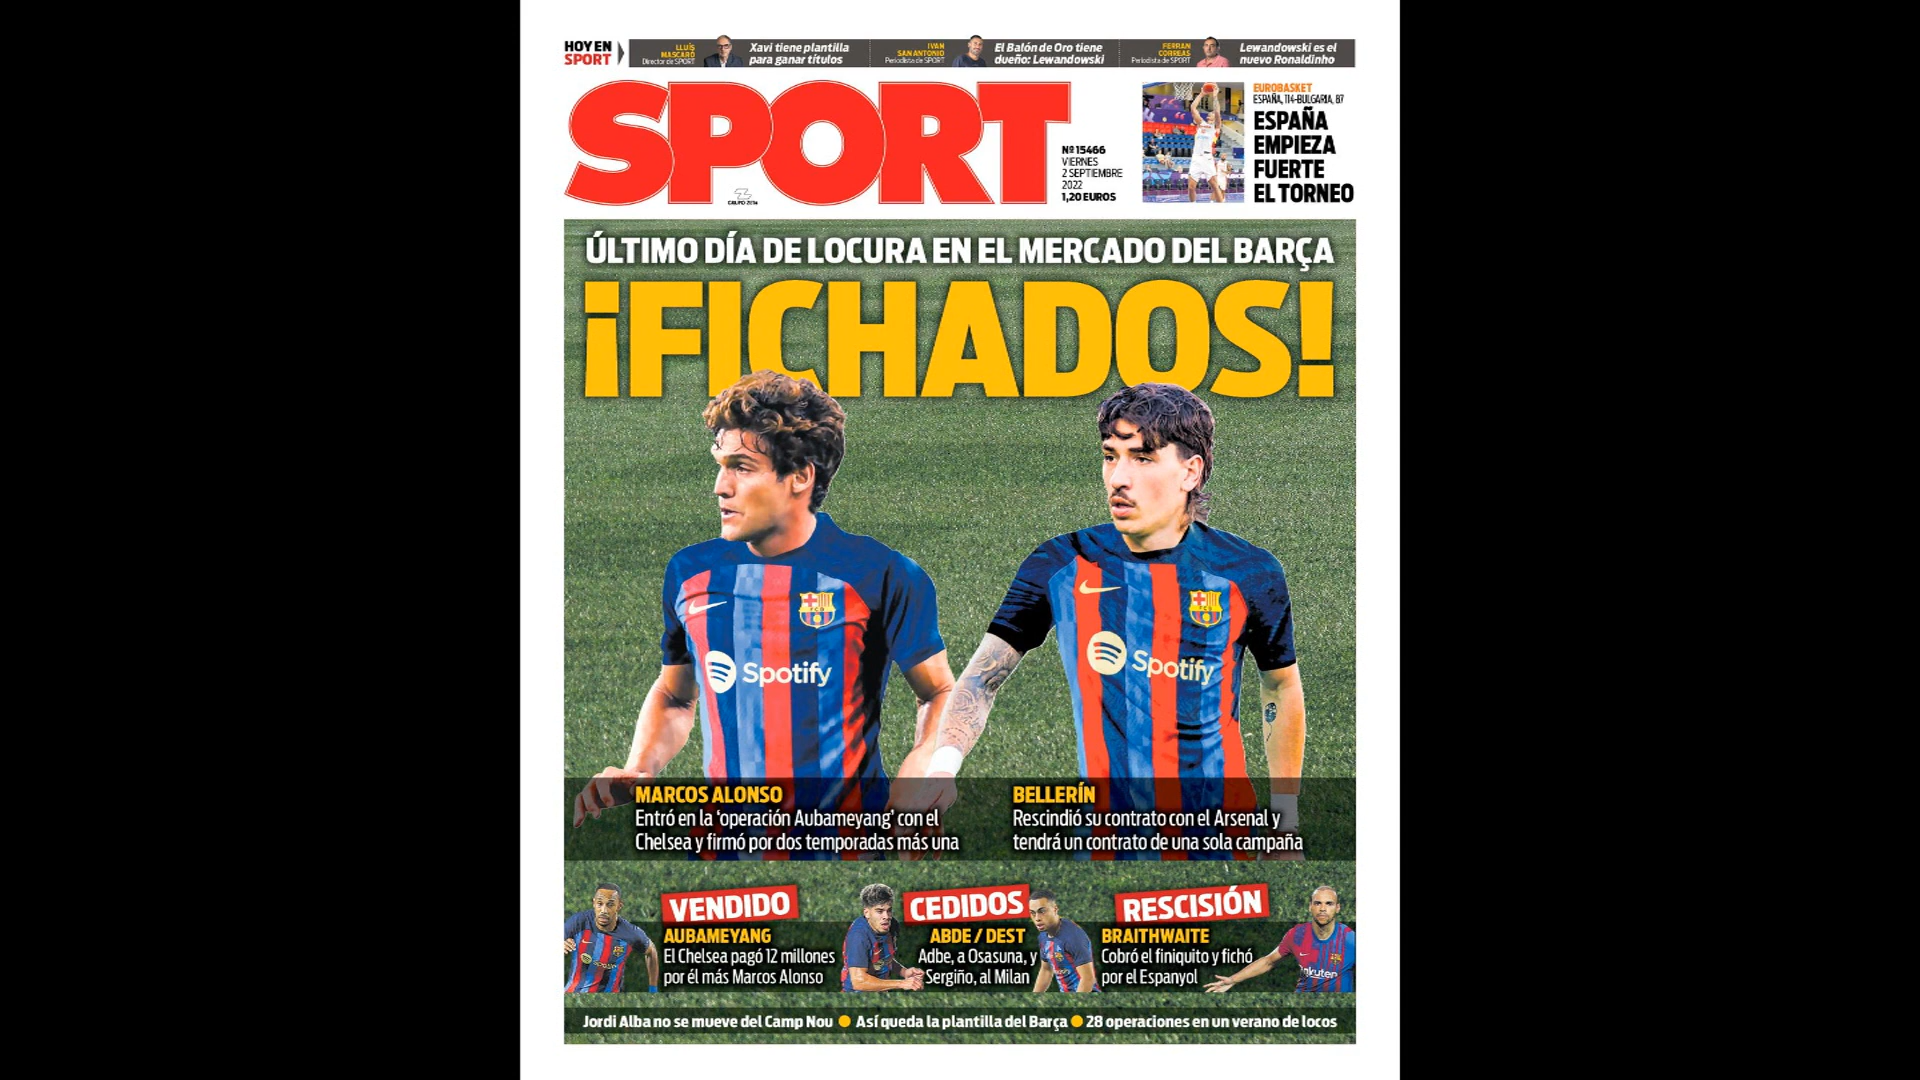 HOY EN
SPORT
LLUÍS
MASCARÓ
Director de SPORT
Xavi tiene plantilla
para ganar títulos
IVAN
SAN ANTONIO
Periodista de SPORT
El Balón de Oro tiene
dueño: Lewandowski
FERRAN
CORREAS
Periodista de SPORT
Lewandowski es el
nuevo Ronaldinho
SPORT
GRUPO ZETA
Nº 15466
VIERNES
2 SEPTIEMBRE
2022
1,20 EUROS
EUROBASKET
ESPAÑA, 114-BULGARIA, 87
ESPAÑA
EMPIEZA
FUERTE
EL TORNEO
ÚLTIMO DÍA DE LOCURA EN EL MERCADO DEL BARÇA
¡FICHADOS!
Spotify
Spotify
MARCOS ALONSO
Entró en la ‘operación Aubameyang’ con el
Chelsea y firmó por dos temporadas más una
BELLERÍN
Rescindió su contrato con el Arsenal y
tendrá un contrato de una sola campaña
VENDIDO
AUBAMEYANG
El Chelsea pagó 12 millones
por él más Marcos Alonso
CEDIDOS
ABDE / DEST
Adbe, a Osasuna, y
Sergiño, al Milan
RESCISIÓN
BRAITHWAITE
Cobró el finiquito y fichó
por el Espanyol
Spotify
Rakuten
Jordi Alba no se mueve del Camp Nou ● Así queda la plantilla del Barça ● 28 operaciones en un verano de locos